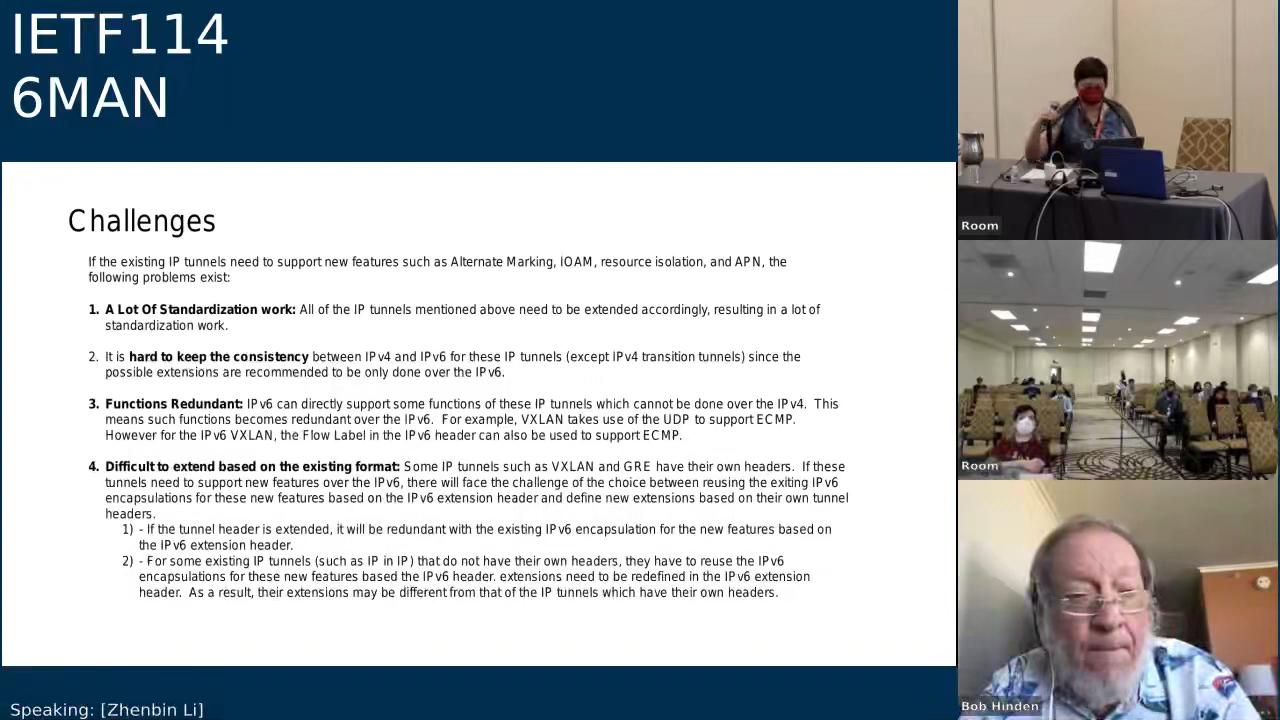 IETF114
6MAN
Challenges
If the existing IP tunnels need to support new features such as Alternate Marking, IOAM, resource isolation, and APN, the
following problems exist:
1. A Lot Of Standardization work: All of the IP tunnels mentioned above need to be extended accordingly, resulting in a lot of
standardization work.
2. It is hard to keep the consistency between IPv4 and IPv6 for these IP tunnels (except IPv4 transition tunnels) since the
possible extensions are recommended to be only done over the IPv6.
3. Functions Redundant: IPv6 can directly support some functions of these IP tunnels which cannot be done over the IPv4. This
means such functions becomes redundant over the IPv6. For example, VXLAN takes use of the UDP to support ECMP.
However for the IPv6 VXLAN, the Flow Label in the IPv6 header can also be used to support ECMP.
4. Difficult to extend based on the existing format: Some IP tunnels such as VXLAN and GRE have their own headers. If these
tunnels need to support new features over the IPv6, there will face the challenge of the choice between reusing the exiting IPv6
encapsulations for these new features based on the IPv6 extension header and define new extensions based on their own tunnel
headers.
1) - If the tunnel header is extended, it will be redundant with the existing IPv6 encapsulation for the new features based on
the IPv6 extension header.
2) - For some existing IP tunnels (such as IP in IP) that do not have their own headers, they have to reuse the IPv6
encapsulations for these new features based the IPv6 header. extensions need to be redefined in the IPv6 extension
header. As a result, their extensions may be different from that of the IP tunnels which have their own headers.
Speaking: [Zhenbin Li]
Room
Room
Bob Hinden